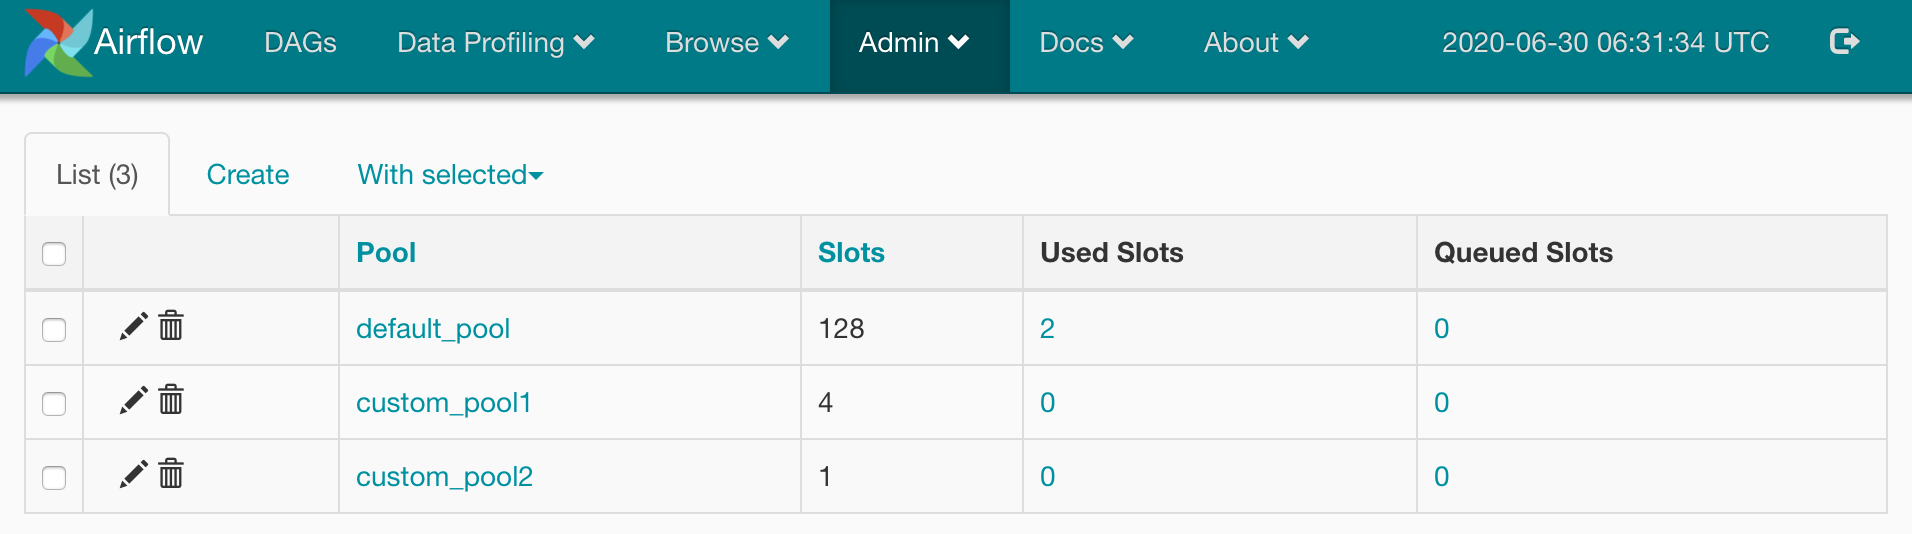 Airflow DAGs Data Profiling Browse Admin Docs About 2020-06-30 06:31:34 UTC
List (3) Create With selected
Pool Slots Used Slots Queued Slots
default_pool 128 2 0
custom_pool1 4 0 0
custom_pool2 1 0 0